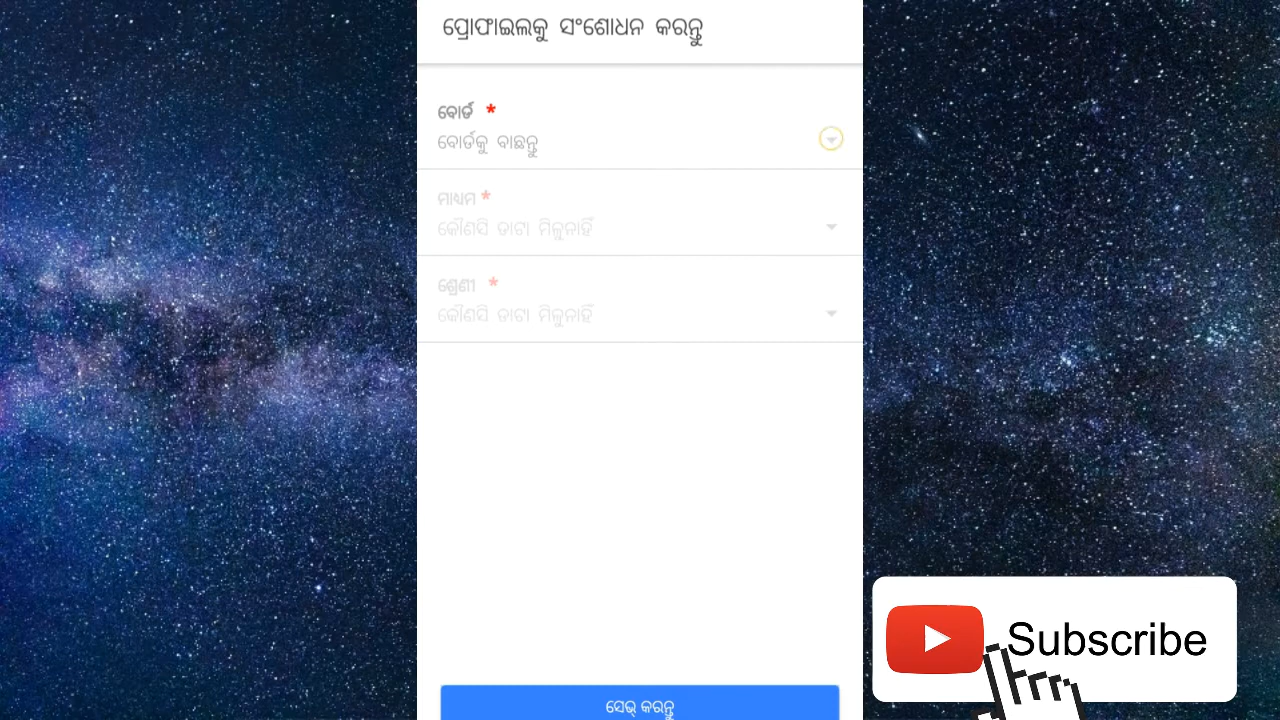 ପ୍ରୋଫାଇଲକୁ ସଂଶୋଧନ କରନ୍ତୁ
ବୋର୍ଡ *
ବୋର୍ଡକୁ ବାଛନ୍ତୁ
ମାଧ୍ୟମ *
କୌଣସି ଡାଟା ମିଳୁନାହିଁ
ଶ୍ରେଣୀ *
କୌଣସି ଡାଟା ମିଳୁନାହିଁ
Subscribe
ସେଭ୍ କରନ୍ତୁ